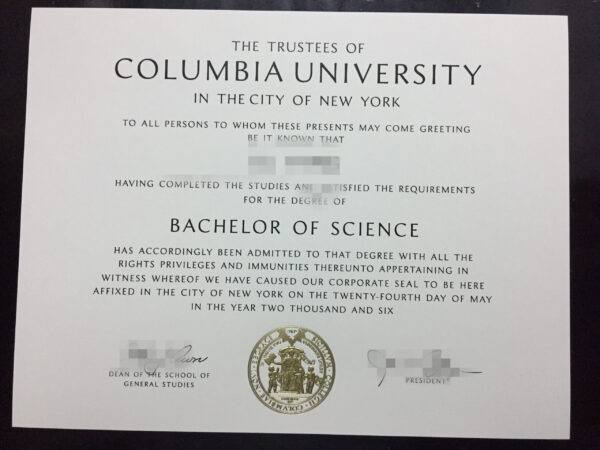 THE TRUSTEES OF
COLUMBIA UNIVERSITY
IN THE CITY OF NEW YORK
TO ALL PERSONS TO WHOM THESE PRESENTS MAY COME GREETING
BE IT KNOWN THAT
HAVING COMPLETED THE STUDIES AND SATISFIED THE REQUIREMENTS
FOR THE DEGREE OF
BACHELOR OF SCIENCE
HAS ACCORDINGLY BEEN ADMITTED TO THAT DEGREE WITH ALL THE
RIGHTS PRIVILEGES AND IMMUNITIES THEREUNTO APPERTAINING IN
WITNESS WHEREOF WE HAVE CAUSED OUR CORPORATE SEAL TO BE HERE
AFFIXED IN THE CITY OF NEW YORK ON THE TWENTY-FOURTH DAY OF MAY
IN THE YEAR TWO THOUSAND AND SIX
DEAN OF THE SCHOOL OF
GENERAL STUDIES
PRESIDENT